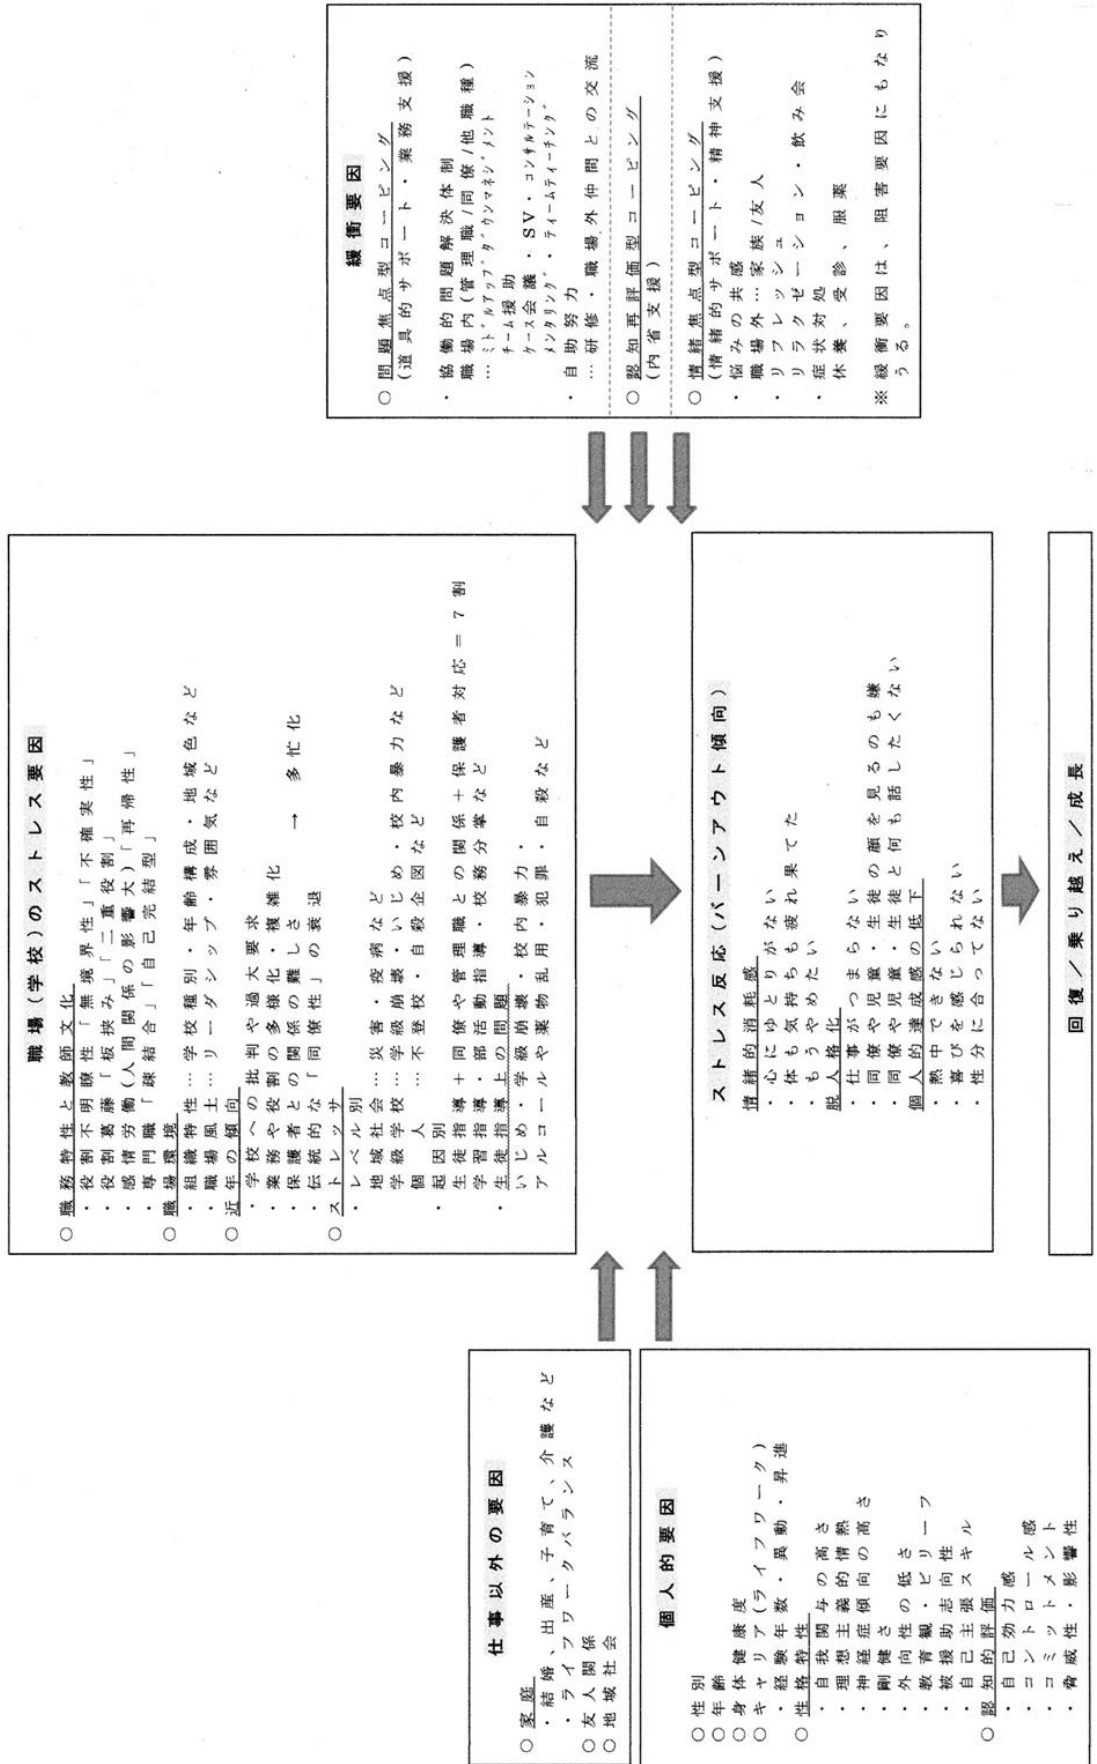 職場(学校)のストレス要因
○ 職務特性と教師文化
・役割不明瞭性「無境界性」「不確実性」
・役割葛藤「板挟み」「二重役割」
・感情労働(人間関係の影響大)「再帰性」
・専門職「疎結合」「自己完結型」
○ 職場環境
・組織特性…学校種別・年齢構成・地域色など
・職場風土…リーダシップ・雰囲気など
○ 近年の傾向
・学校への批判や過大要求
・業務や役割の多様化・複雑化
・保護者との関係の難しさ → 多忙化
・伝統的な「同僚性」の衰退
○ ストレッサ
・レベル別
地域社会…災害・疫病など
学級学校…学級崩壊・いじめ・校内暴力など
個人…不登校・自殺企図など
・起因別
生徒指導+同僚や管理職との関係+保護者対応=7割
学習指導・部活動指導・校務分掌など
・生徒指導上の問題
いじめ・学級崩壊・校内暴力・
アルコールや薬物乱用・犯罪・自殺など
仕事以外の要因
○ 家庭
・結婚、出産、子育て、介護など
・ライフワークバランス
○ 友人関係
○ 地域社会
個人的要因
○ 性別
○ 年齢
○ 身体健康度
○ キャリア(ライフワーク)
・経験年数・異動・昇進
○ 性格特性
・自我関与の高さ
・理想主義的情熱
・神経症傾向の高さ
・剛健さ
・外向性の低さ
・教育観・ビリーフ
・被援助志向性
・自己主張スキル
○ 認知的評価
・自己効力感
・コントロール感
・コミットメント
・脅威性・影響性
緩衝要因
○ 問題焦点型コーピング
(道具的サポート・業務支援)
・協働的問題解決体制
職場内(管理職/同僚/他職種)
…ミドルアップダウンマネジメント
チーム援助
ケース会議・SV・コンサルテーション
メンタリング・ティームティーチング
・自助努力
…研修・職場外仲間との交流
○ 認知再評価型コーピング
(内省支援)
○ 情緒焦点型コーピング
(情緒的サポート・精神支援)
・悩みの共感
職場外…家族/友人
・リフレッシュ
リラクゼーション・飲み会
・症状対処
休養、受診、服薬
※ 緩衝要因は、阻害要因にもなり
うる。
ストレス反応(バーンアウト傾向)
情緒的消耗感
・心にゆとりがない
・体も気持ちも疲れ果てた
・もうやめたい
脱人格化
・仕事がつまらない
・同僚や児童・生徒の顔を見るのも嫌
・同僚や児童・生徒と何も話したくない
個人的達成感の低下
・熱中できない
・喜びを感じられない
・性分に合ってない
回復/乗り越え/成長